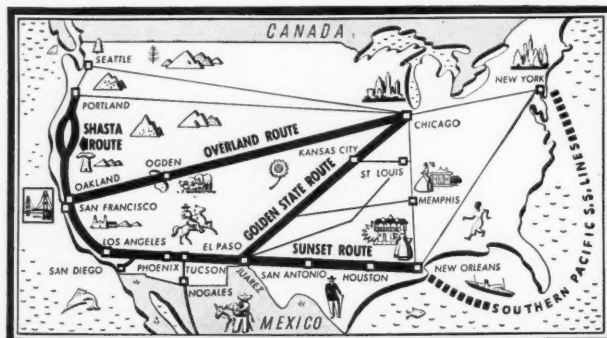 CANADA
SEATTLE
NEW YORK
PORTLAND
CHICAGO
SHASTA
ROUTE
OVERLAND ROUTE
OGDEN
KANSAS CITY
ST LOUIS
OAKLAND
SAN FRANCISCO
GOLDEN STATE ROUTE
MEMPHIS
LOS ANGELES
EL PASO
SUNSET ROUTE
SAN DIEGO
PHOENIX
TUCSON
JUAREZ
SAN ANTONIO
HOUSTON
NEW ORLEANS
NOGALES
MEXICO
SOUTHERN PACIFIC S.S. LINES